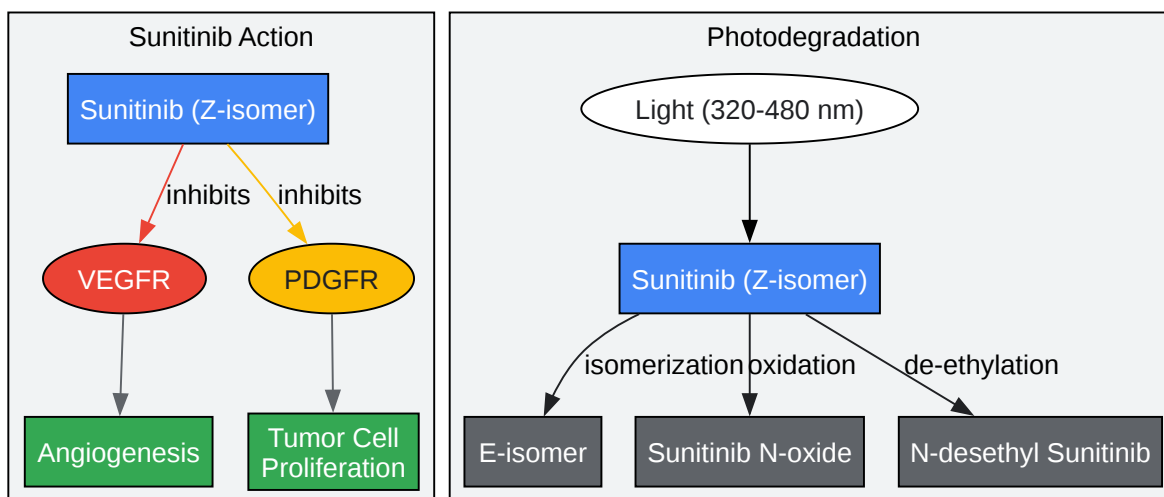 Sunitinib Action
Sunitinib (Z-isomer)
inhibits
inhibits
VEGFR
PDGFR
Angiogenesis
Tumor Cell
Proliferation
Photodegradation
Light (320-480 nm)
Sunitinib (Z-isomer)
isomerization
oxidation
de-ethylation
E-isomer
Sunitinib N-oxide
N-desethyl Sunitinib